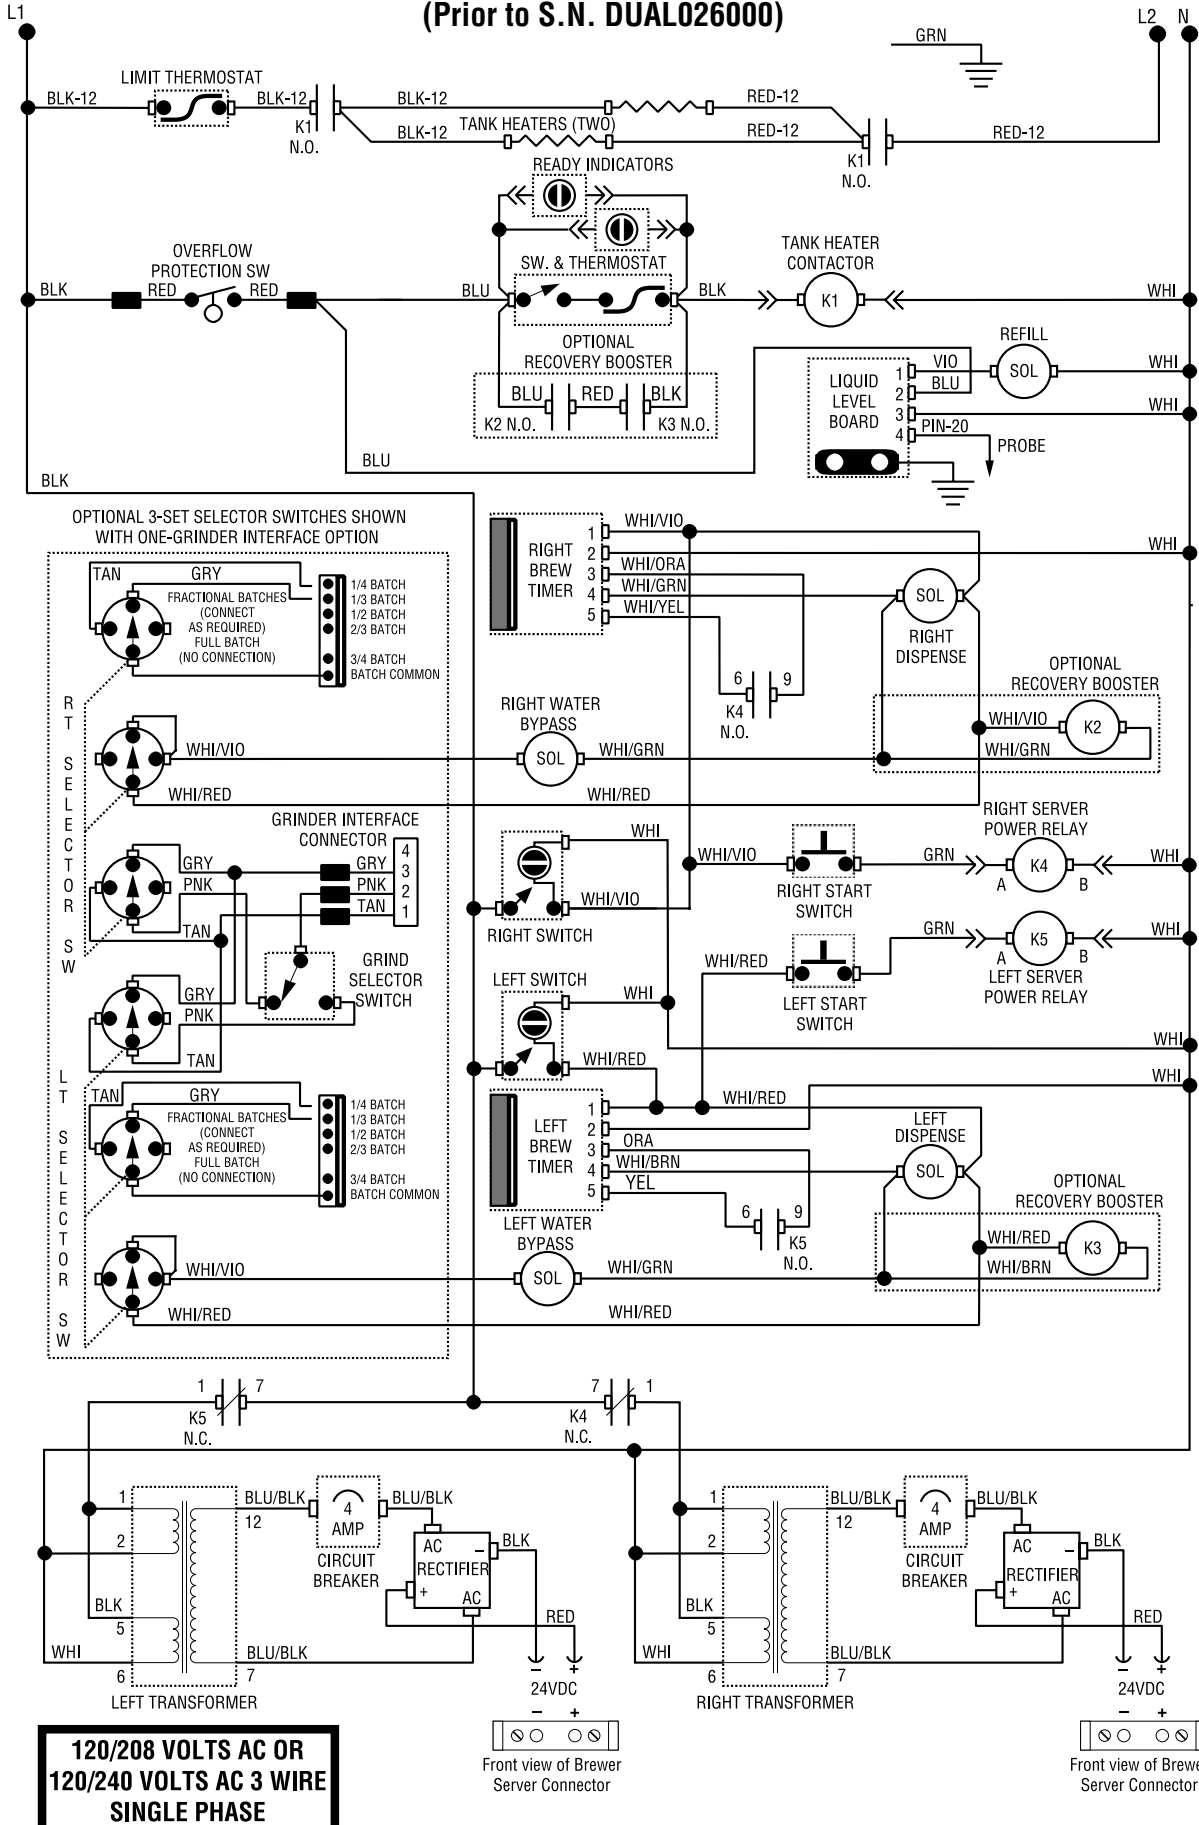 (Prior to S.N. DUAL026000)
L1
L2 N
GRN
LIMIT THERMOSTAT
BLK-12
BLK-12
BLK-12
RED-12
K1
N.O.
BLK-12
TANK HEATERS (TWO)
RED-12
RED-12
K1
N.O.
READY INDICATORS
OVERFLOW
PROTECTION SW
SW. & THERMOSTAT
TANK HEATER
CONTACTOR
BLK
RED
RED
BLU
BLK
K1
WHI
OPTIONAL
RECOVERY BOOSTER
BLU
RED
BLK
K2 N.O.
K3 N.O.
REFILL
SOL
WHI
LIQUID
LEVEL
BOARD
1 VIO
2 BLU
3
WHI
4 PIN-20
PROBE
BLU
BLK
OPTIONAL 3-SET SELECTOR SWITCHES SHOWN
WITH ONE-GRINDER INTERFACE OPTION
TAN
GRY
FRACTIONAL BATCHES
(CONNECT
AS REQUIRED)
FULL BATCH
(NO CONNECTION)
1/4 BATCH
1/3 BATCH
1/2 BATCH
2/3 BATCH
3/4 BATCH
BATCH COMMON
RIGHT
BREW
TIMER
1 WHI/VIO
2
WHI
3 WHI/ORA
4 WHI/GRN
5 WHI/YEL
SOL
RIGHT
DISPENSE
6
9
K4
N.O.
OPTIONAL
RECOVERY BOOSTER
WHI/VIO
K2
WHI/GRN
RT SELECTOR SW
RIGHT WATER
BYPASS
WHI/VIO
SOL
WHI/GRN
WHI/RED
WHI/RED
GRINDER INTERFACE
CONNECTOR
4
3
2
1
GRY
PNK
TAN
GRY
PNK
TAN
GRIND
SELECTOR
SWITCH
GRY
PNK
TAN
WHI
WHI/VIO
RIGHT SWITCH
WHI/VIO
RIGHT START
SWITCH
GRN
RIGHT SERVER
POWER RELAY
K4
A
B
WHI
LEFT SWITCH
WHI
WHI/RED
WHI/RED
LEFT START
SWITCH
GRN
K5
A
B
LEFT SERVER
POWER RELAY
WHI
WHI
WHI
LT SELECTOR SW
TAN
GRY
FRACTIONAL BATCHES
(CONNECT
AS REQUIRED)
FULL BATCH
(NO CONNECTION)
1/4 BATCH
1/3 BATCH
1/2 BATCH
2/3 BATCH
3/4 BATCH
BATCH COMMON
LEFT
BREW
TIMER
1
WHI/RED
2
3 ORA
4 WHI/BRN
5 YEL
LEFT
DISPENSE
SOL
6
9
K5
N.O.
OPTIONAL
RECOVERY BOOSTER
WHI/RED
K3
WHI/BRN
LEFT WATER
BYPASS
WHI/VIO
SOL
WHI/GRN
WHI/RED
WHI/RED
1
7
K5
N.C.
7
1
K4
N.C.
1
2
BLK
5
WHI
6
BLU/BLK
12
4
AMP
BLU/BLK
CIRCUIT
BREAKER
AC
–
RECTIFIER
+
AC
BLK
RED
BLU/BLK
7
LEFT TRANSFORMER
– +
24VDC
– +
Front view of Brewer
Server Connector
1
2
BLK
5
WHI
6
BLU/BLK
12
4
AMP
BLU/BLK
CIRCUIT
BREAKER
AC
–
RECTIFIER
+
AC
BLK
RED
BLU/BLK
7
RIGHT TRANSFORMER
– +
24VDC
– +
Front view of Brewe
Server Connector
120/208 VOLTS AC OR
120/240 VOLTS AC 3 WIRE
SINGLE PHASE